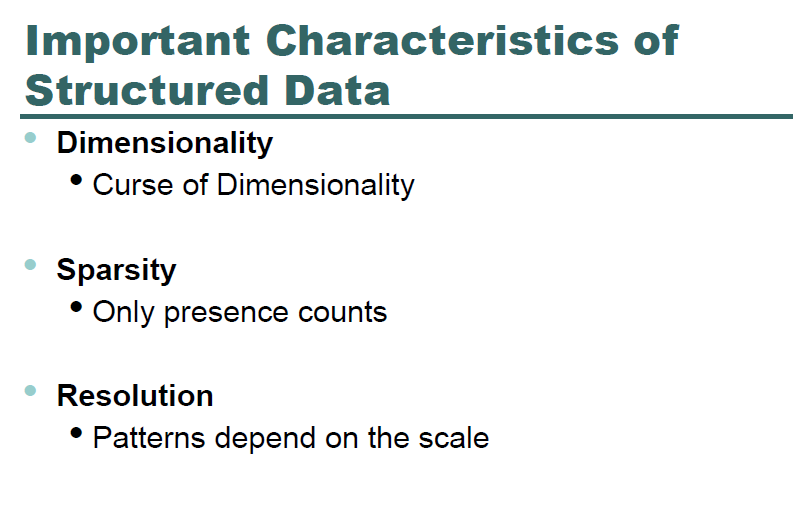 Important Characteristics of
Structured Data
• Dimensionality
• Curse of Dimensionality
• Sparsity
• Only presence counts
• Resolution
• Patterns depend on the scale